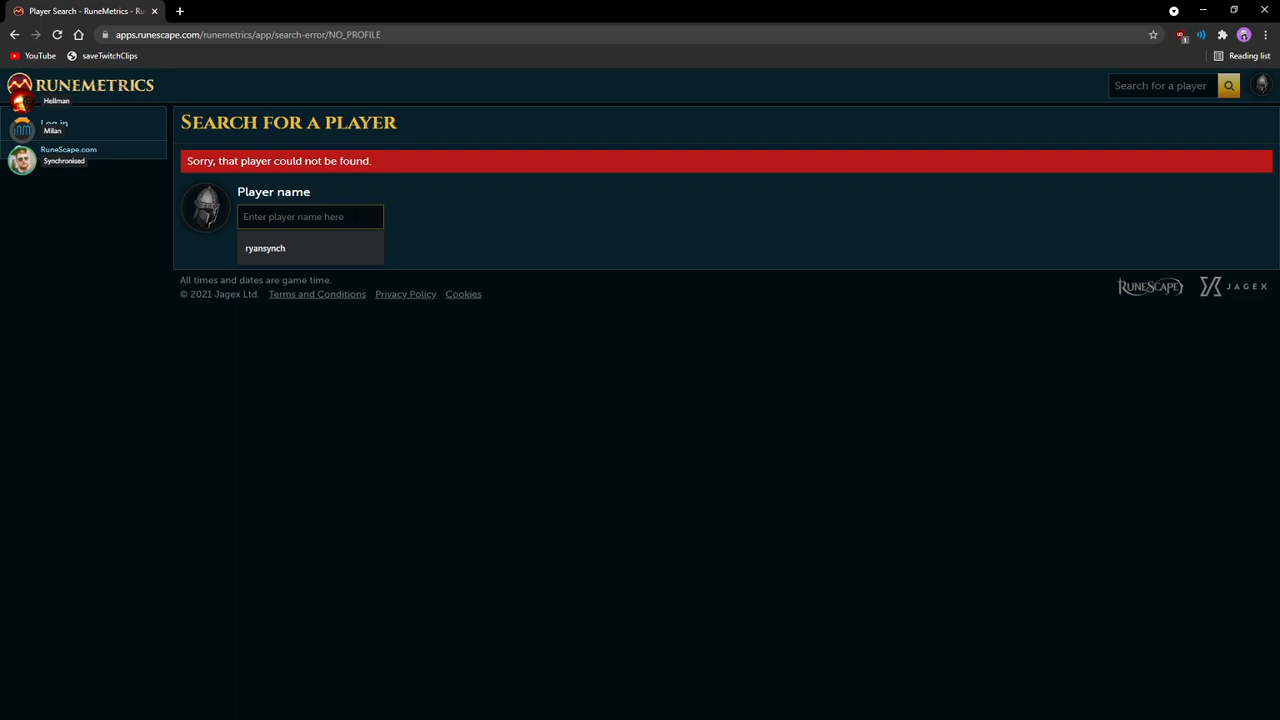 Player Search - RuneMetrics - Ru
apps.runescape.com/runemetrics/app/search-error/NO_PROFILE
YouTube
saveTwitchClips
Reading list
RUNEMETRICS
Search for a player
Hellman
Log in
Milan
RuneScape.com
Synchronised
SEARCH FOR A PLAYER
Sorry, that player could not be found.
Player name
Enter player name here
ryansynch
All times and dates are game time.
© 2021 Jagex Ltd. Terms and Conditions Privacy Policy Cookies
RUNESCAPE
JAGEX